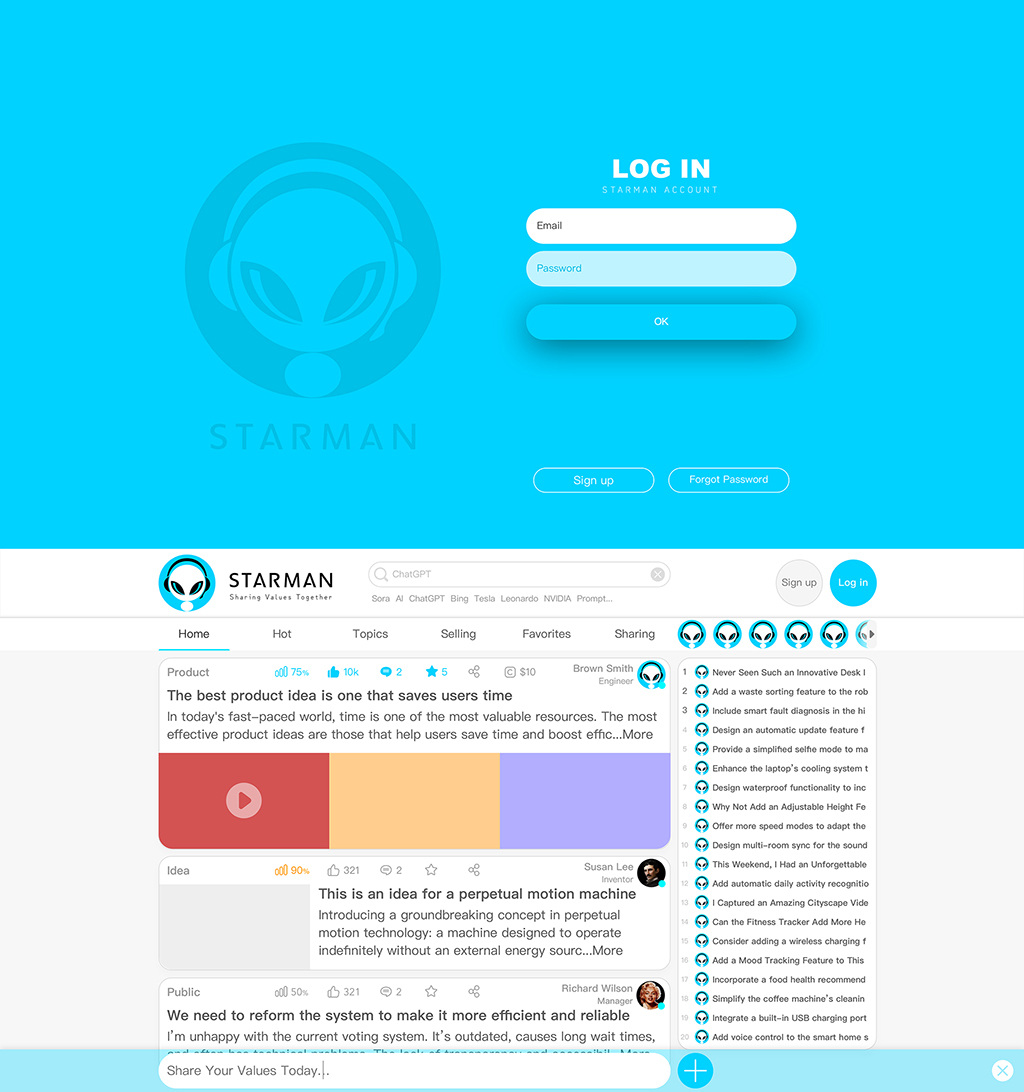 LOG IN
STARMAN ACCOUNT
Email
Password
OK
STARMAN
Sign up
Forgot Password
STARMAN
Sharing Values Together
ChatGPT
Sora AI ChatGPT Bing Tesla Leonardo NVIDIA Prompt...
Sign up
Log in
Home Hot Topics Selling Favorites Sharing
Product 75% 10k 2 5 C $10
Brown Smith
Engineer
The best product idea is one that saves users time
In today's fast-paced world, time is one of the most valuable resources. The most
effective product ideas are those that help users save time and boost effic...More
Idea 90% 321 2
Susan Lee
Inventor
This is an idea for a perpetual motion machine
Introducing a groundbreaking concept in perpetual
motion technology: a machine designed to operate
indefinitely without an external energy sourc...More
Public 50% 321 2
Richard Wilson
Manager
We need to reform the system to make it more efficient and reliable
I'm unhappy with the current voting system. It's outdated, causes long wait times,
and often has technical problems. The lack of transparency and accessibil...More
1 Never Seen Such an Innovative Desk l
2 Add a waste sorting feature to the rob
3 Include smart fault diagnosis in the hi
4 Design an automatic update feature f
5 Provide a simplified selfie mode to ma
6 Enhance the laptop's cooling system t
7 Design waterproof functionality to inc
8 Why Not Add an Adjustable Height Fe
9 Offer more speed modes to adapt the
10 Design multi-room sync for the sound
11 This Weekend, I Had an Unforgettable
12 Add automatic daily activity recognitio
13 I Captured an Amazing Cityscape Vide
14 Can the Fitness Tracker Add More He
15 Consider adding a wireless charging f
16 Add a Mood Tracking Feature to This
17 Incorporate a food health recommend
18 Simplify the coffee machine's cleanin
19 Integrate a built-in USB charging port
20 Add voice control to the smart home s
Share Your Values Today...